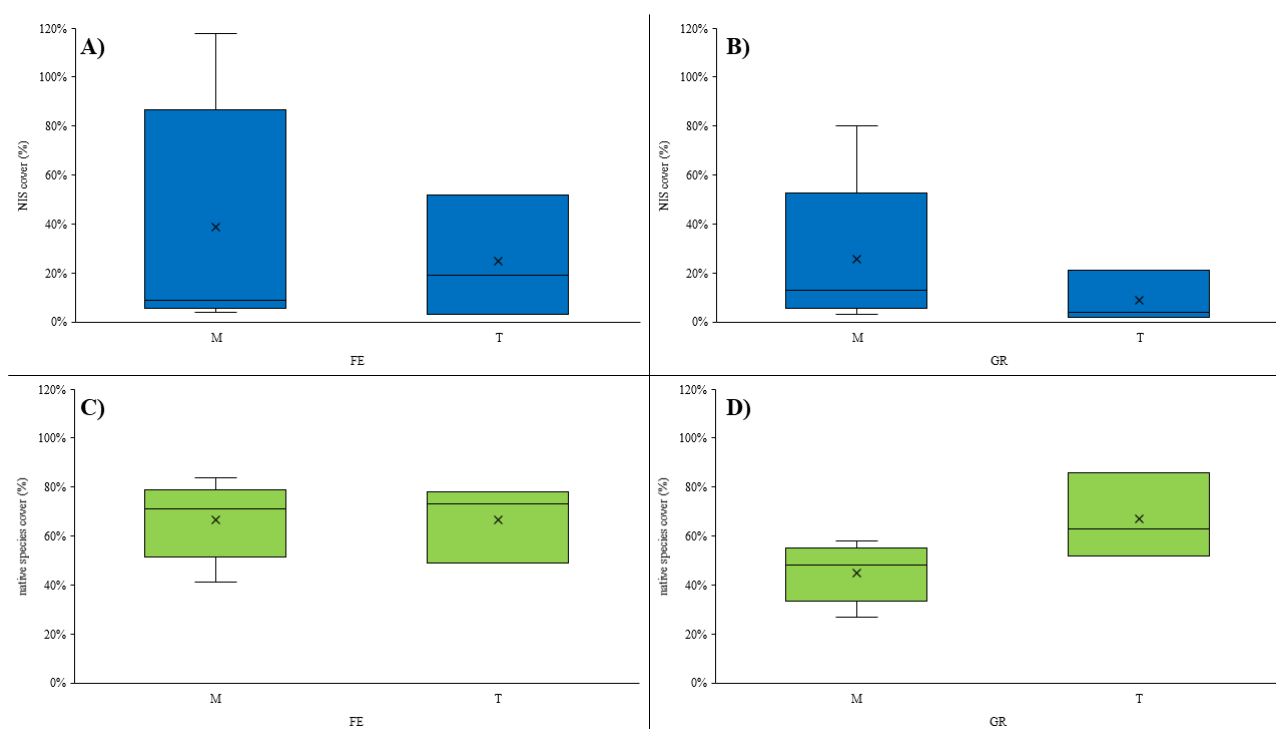 A)
NIS cover (%)
120%
100%
80%
60%
40%
20%
0%
M
T
FE
B)
NIS cover (%)
120%
100%
80%
60%
40%
20%
0%
M
T
GR
C)
native species cover (%)
120%
100%
80%
60%
40%
20%
0%
M
T
FE
D)
native species cover (%)
120%
100%
80%
60%
40%
20%
0%
M
T
GR